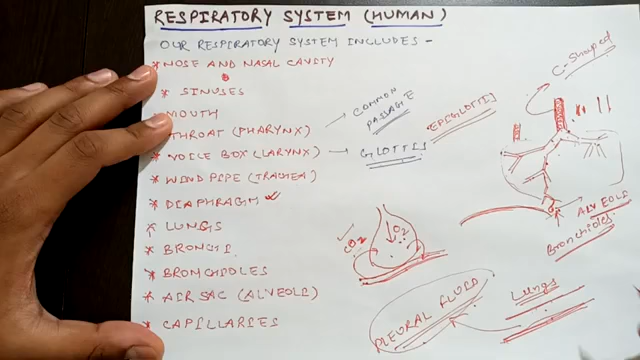 RESPIRATORY SYSTEM (HUMAN)
OUR RESPIRATORY SYSTEM INCLUDES -
* NOSE AND NASAL CAVITY
* SINUSES
MOUTH
THROAT (PHARYNX)
* VOICE BOX (LARYNX)
* WIND PIPE (TRACHEA)
* DIAPHRAGM
* LUNGS
* BRONCHI
* BRONCHIOLES
* AIR SAC (ALVEOLI)
* CAPILLARIES
COMMON
PASSAGE
GLOTTIS
EPIGLOTTIS
C-Shaped
ALVEOLI
Bronchioles
CO2
O2
PLEURAL FLUID
Lungs